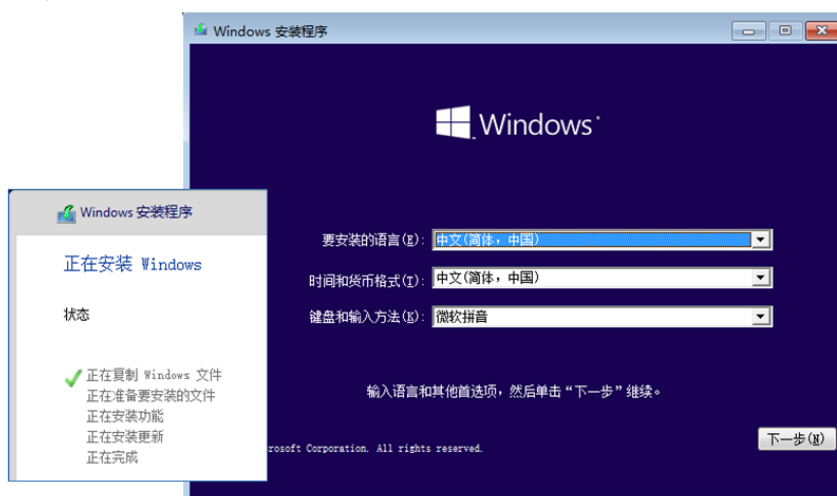 Windows 安装程序
Windows
要安装的语言(E): 中文(简体，中国)
时间和货币格式(T): 中文(简体，中国)
键盘和输入方法(K): 微软拼音
输入语言和其他首选项，然后单击“下一步”继续。
rosoft Corporation. All rights reserved.
下一步(N)
Windows 安装程序
正在安装 Windows
状态
正在复制 Windows 文件
正在准备要安装的文件
正在安装功能
正在安装更新
正在完成